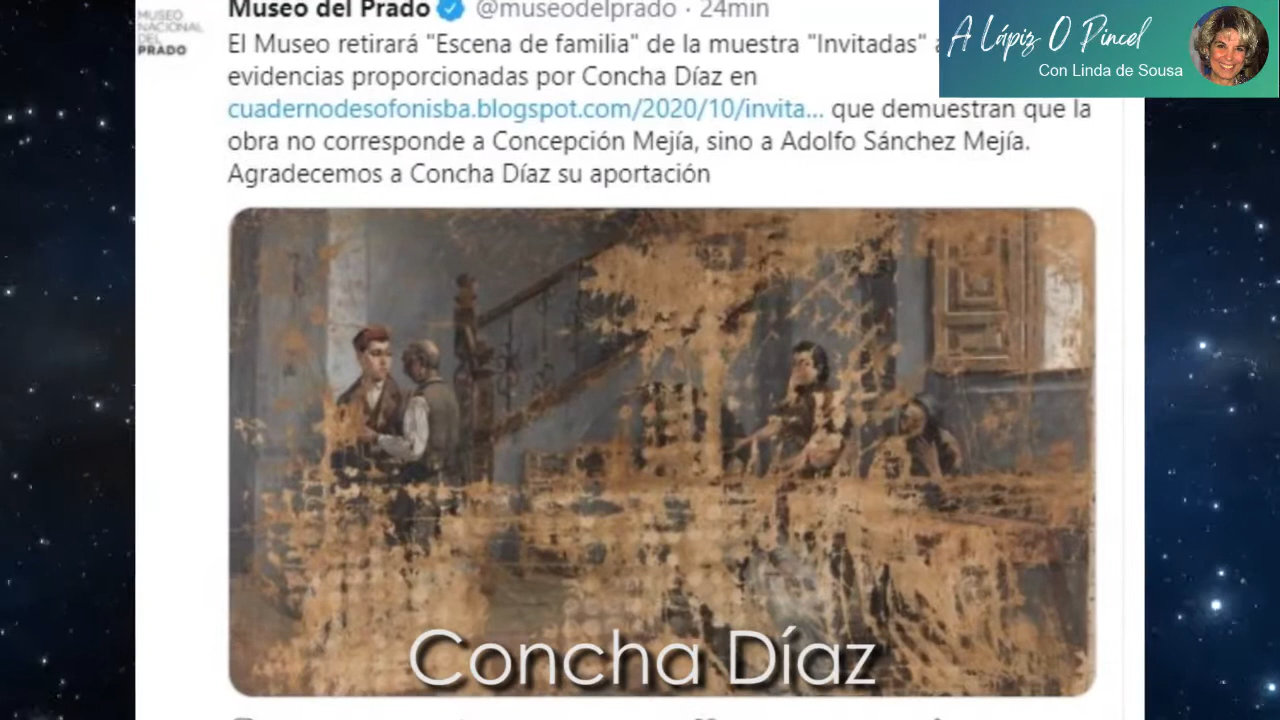 MUSEO
NACIONAL
DEL
PRADO
Museo del Prado @museodelprado · 24min
El Museo retirará "Escena de familia" de la muestra "Invitadas"
evidencias proporcionadas por Concha Díaz en
cuadernodesofonisba.blogspot.com/2020/10/invita... que demuestran que la
obra no corresponde a Concepción Mejía, sino a Adolfo Sánchez Mejía.
Agradecemos a Concha Díaz su aportación
A Lápiz O Pincel
Con Linda de Sousa
Concha Díaz